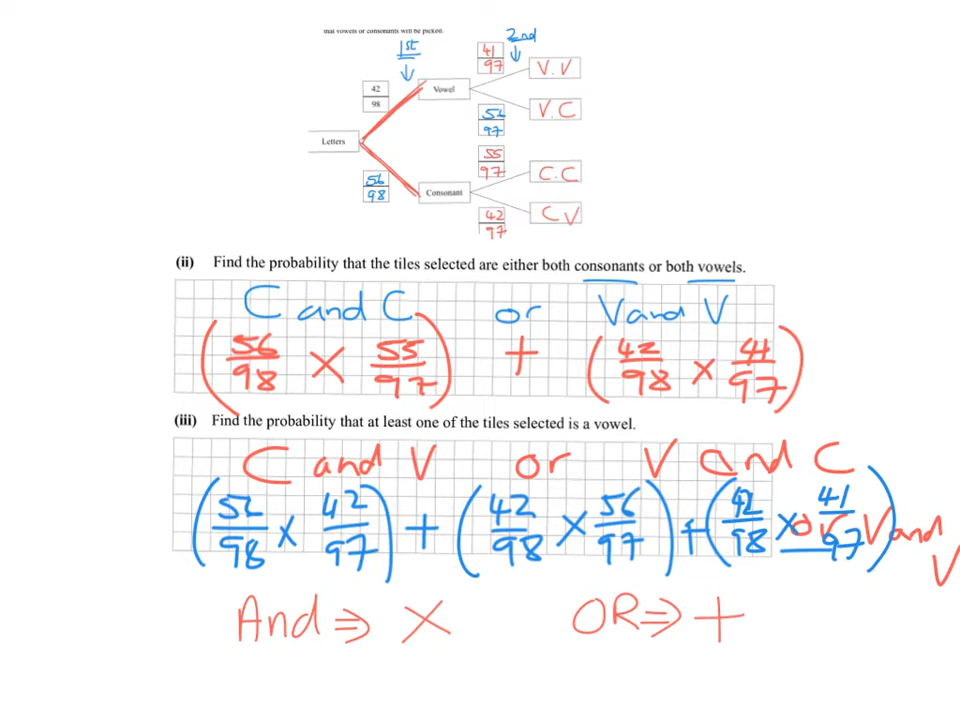 that vowels or consonants will be picked.
1st
2nd
41
97
V.V
42
98
Vowel
56
97
V.C
Letters
55
97
C.C
56
98
Consonant
42
97
CV
(ii) Find the probability that the tiles selected are either both consonants or both vowels.
C and C or V and V
(56/98 × 55/97) + (42/98 × 41/97)
(iii) Find the probability that at least one of the tiles selected is a vowel.
C and V or V and C
(52/98 × 42/97) + (42/98 × 56/97) + (42/98 × 41/97)
or V and
V
And ⇒ × OR ⇒ +